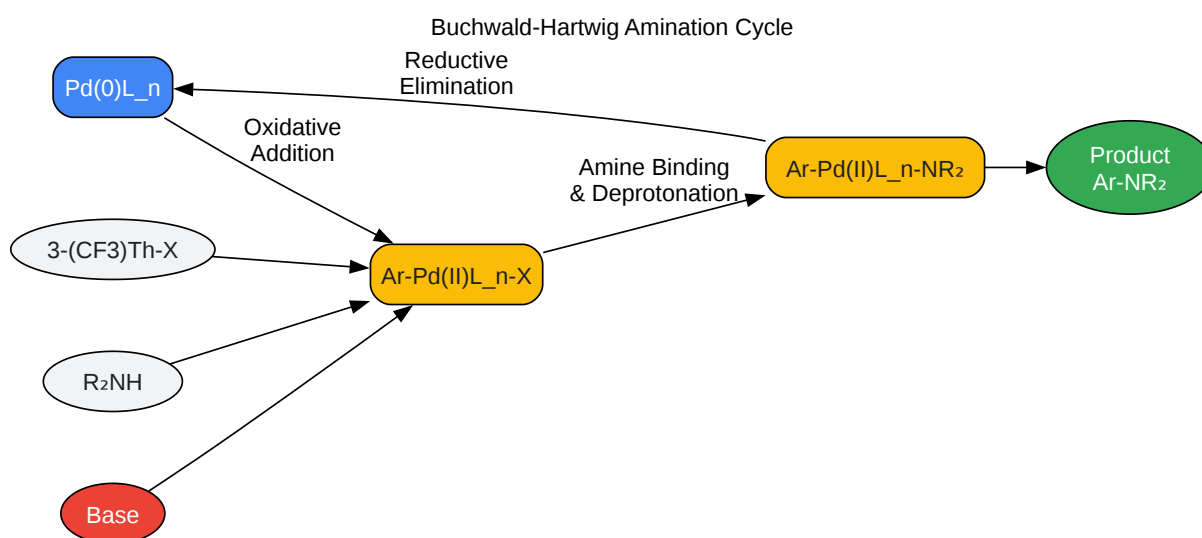 Buchwald-Hartwig Amination Cycle
Reductive
Elimination
Pd(0)L_n
Oxidative
Addition
Amine Binding
& Deprotonation
Ar-Pd(II)L_n-NR₂
Product
Ar-NR₂
3-(CF3)Th-X
Ar-Pd(II)L_n-X
R₂NH
Base